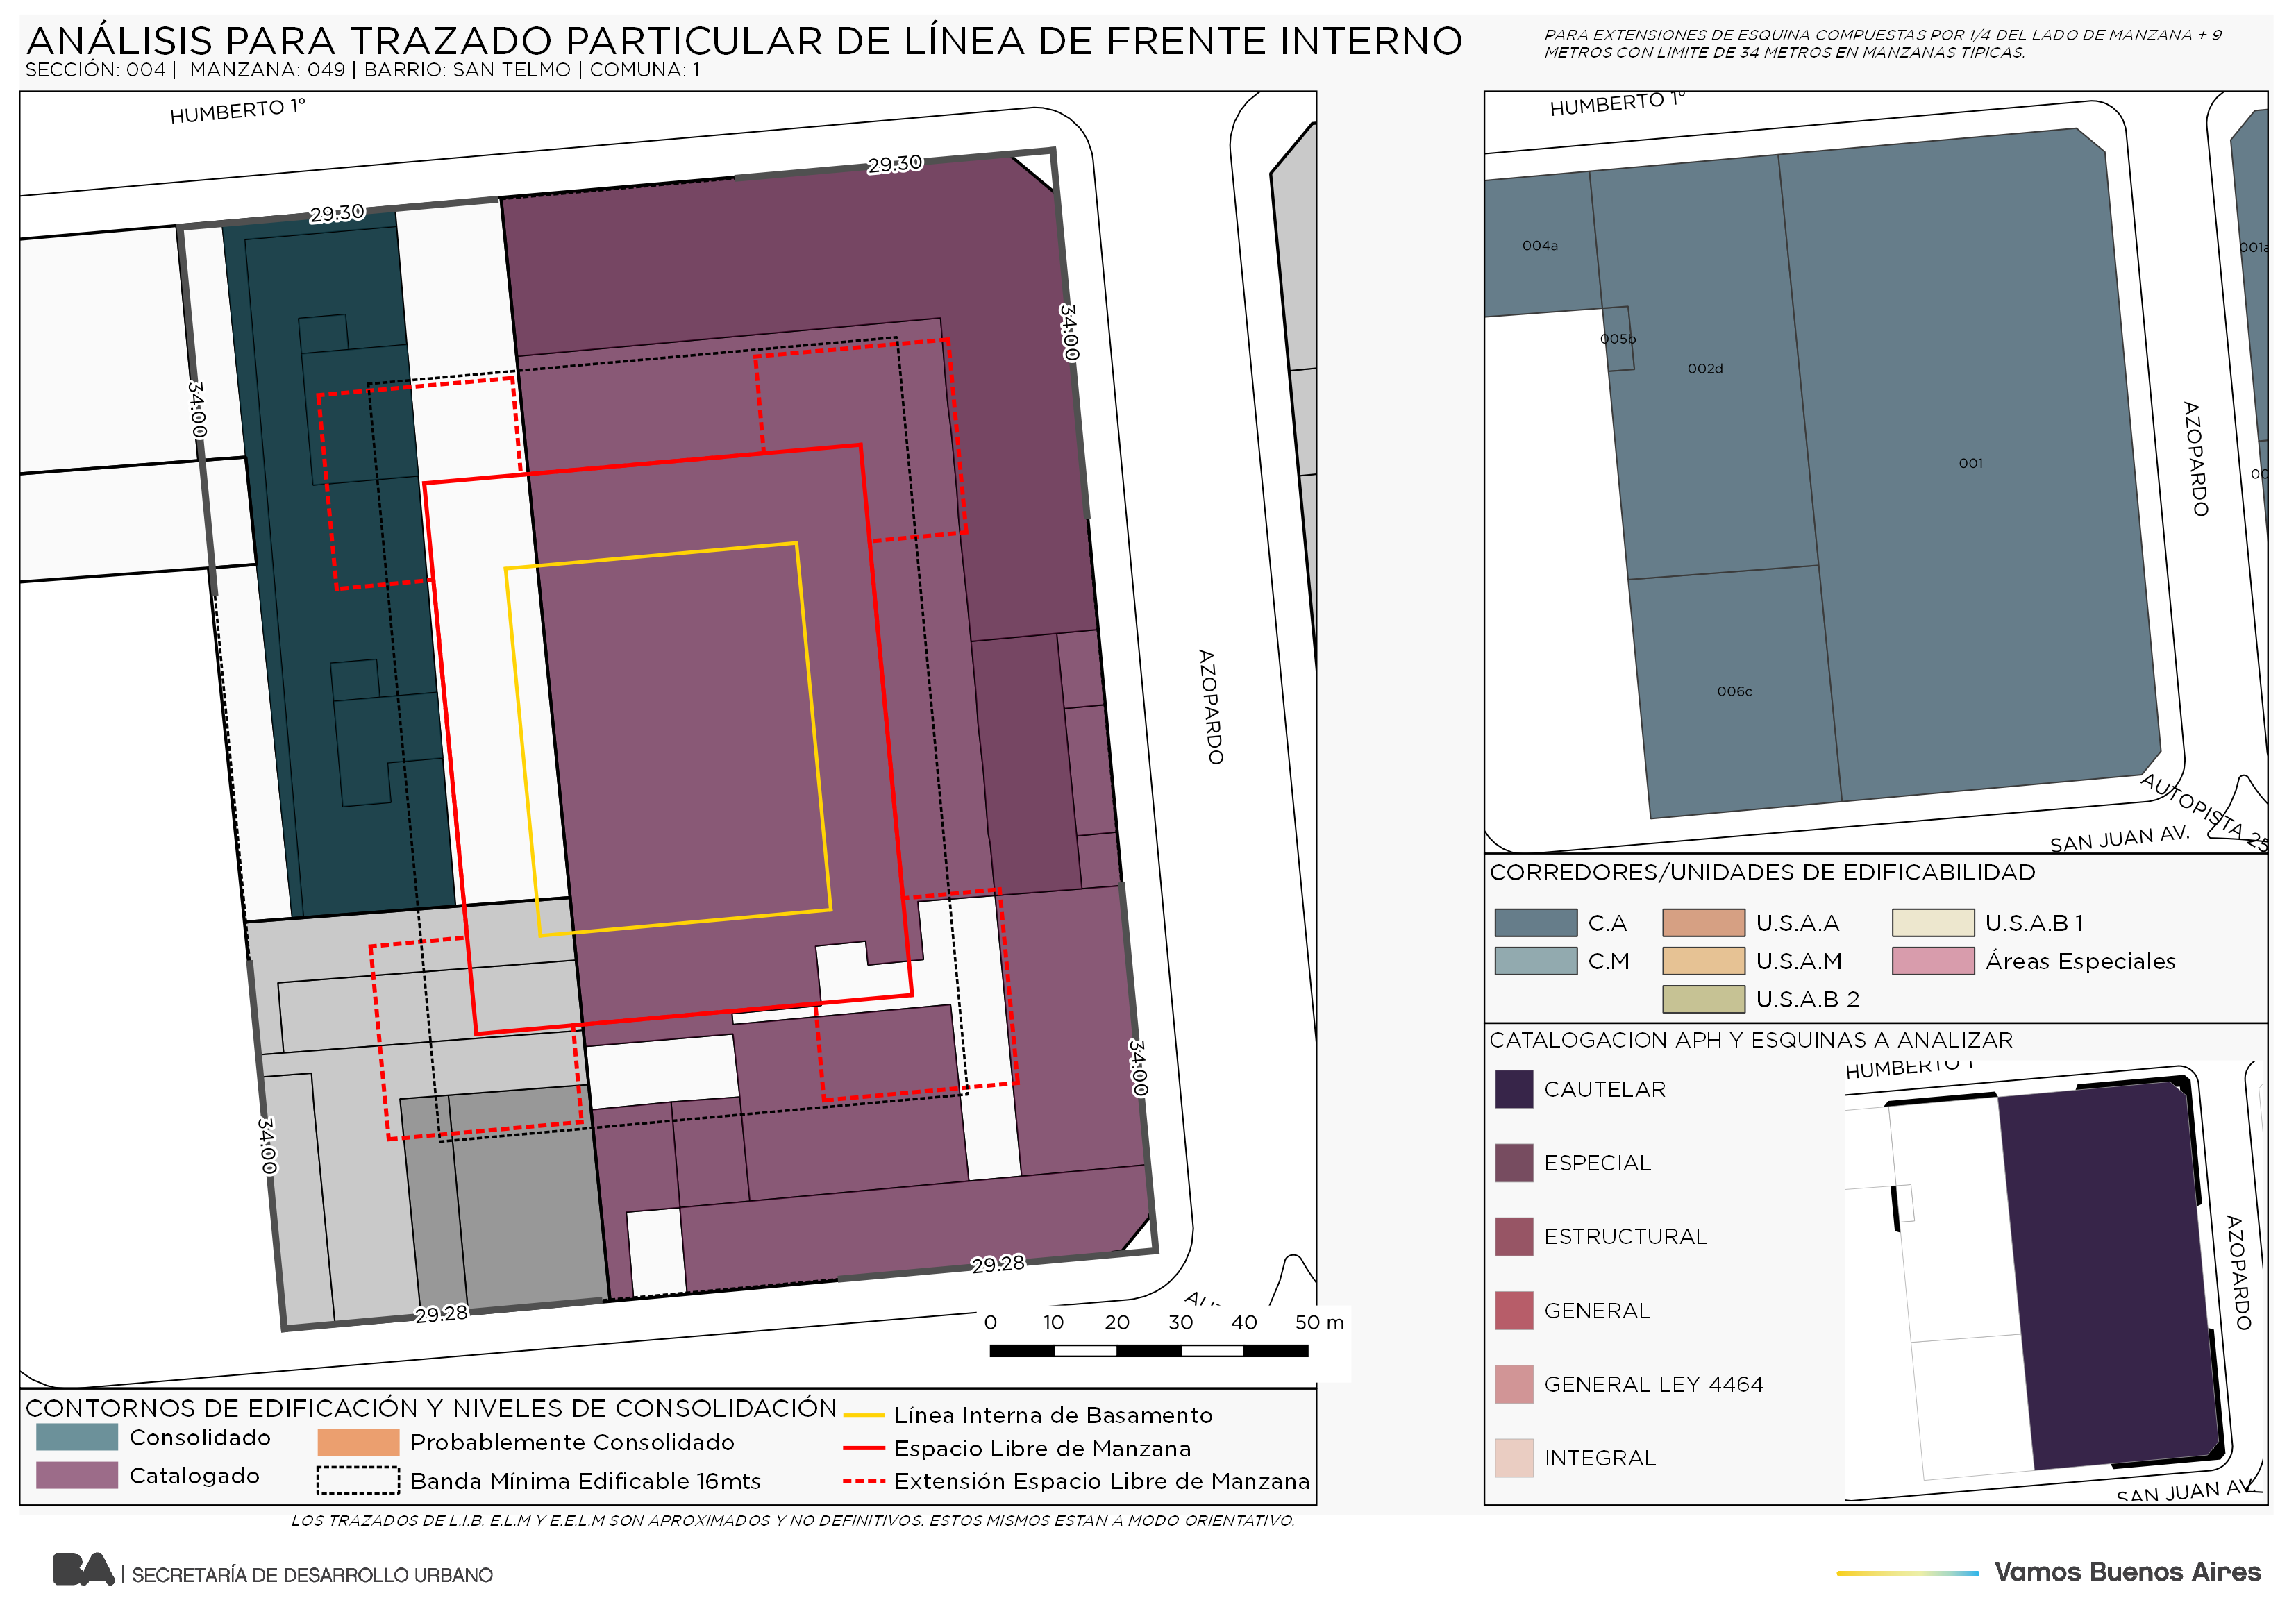 ANÁLISIS PARA TRAZADO PARTICULAR DE LÍNEA DE FRENTE INTERNO
SECCIÓN: 004 | MANZANA: 049 | BARRIO: SAN TELMO | COMUNA: 1
PARA EXTENSIONES DE ESQUINA COMPUESTAS POR 1/4 DEL LADO DE MANZANA + 9
METROS CON LIMITE DE 34 METROS EN MANZANAS TIPICAS.
HUMBERTO 1°
29.30
29.30
34.00
34.00
AZOPARDO
34.00
34.00
29.28
29.28
0 10 20 30 40 50 m
CONTORNOS DE EDIFICACIÓN Y NIVELES DE CONSOLIDACIÓN
Consolidado
Catalogado
Probablemente Consolidado
Banda Mínima Edificable 16mts
Línea Interna de Basamento
Espacio Libre de Manzana
Extensión Espacio Libre de Manzana
LOS TRAZADOS DE L.I.B. E.L.M Y E.E.L.M SON APROXIMADOS Y NO DEFINITIVOS. ESTOS MISMOS ESTAN A MODO ORIENTATIVO.
HUMBERTO 1°
004a
005b
002d
001
006c
001a
AZOPARDO
AUTOPISTA 25
SAN JUAN AV.
CORREDORES/UNIDADES DE EDIFICABILIDAD
C.A
U.S.A.A
U.S.A.B 1
C.M
U.S.A.M
Áreas Especiales
U.S.A.B 2
CATALOGACION APH Y ESQUINAS A ANALIZAR
CAUTELAR
ESPECIAL
ESTRUCTURAL
GENERAL
GENERAL LEY 4464
INTEGRAL
HUMBERTO 1
AZOPARDO
SAN JUAN AV.
BA | SECRETARÍA DE DESARROLLO URBANO
Vamos Buenos Aires